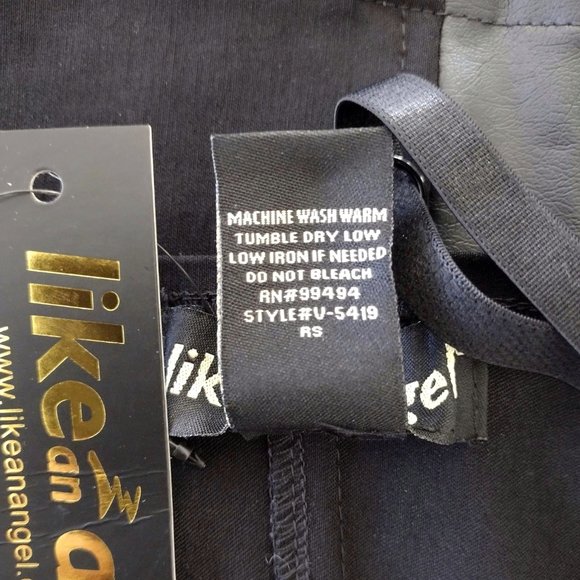 MACHINE WASH WARM
TUMBLE DRY LOW
LOW IRON IF NEEDED
DO NOT BLEACH
RN#99494
STYLE#V-5419
RS
like
an
www.likeanangel.